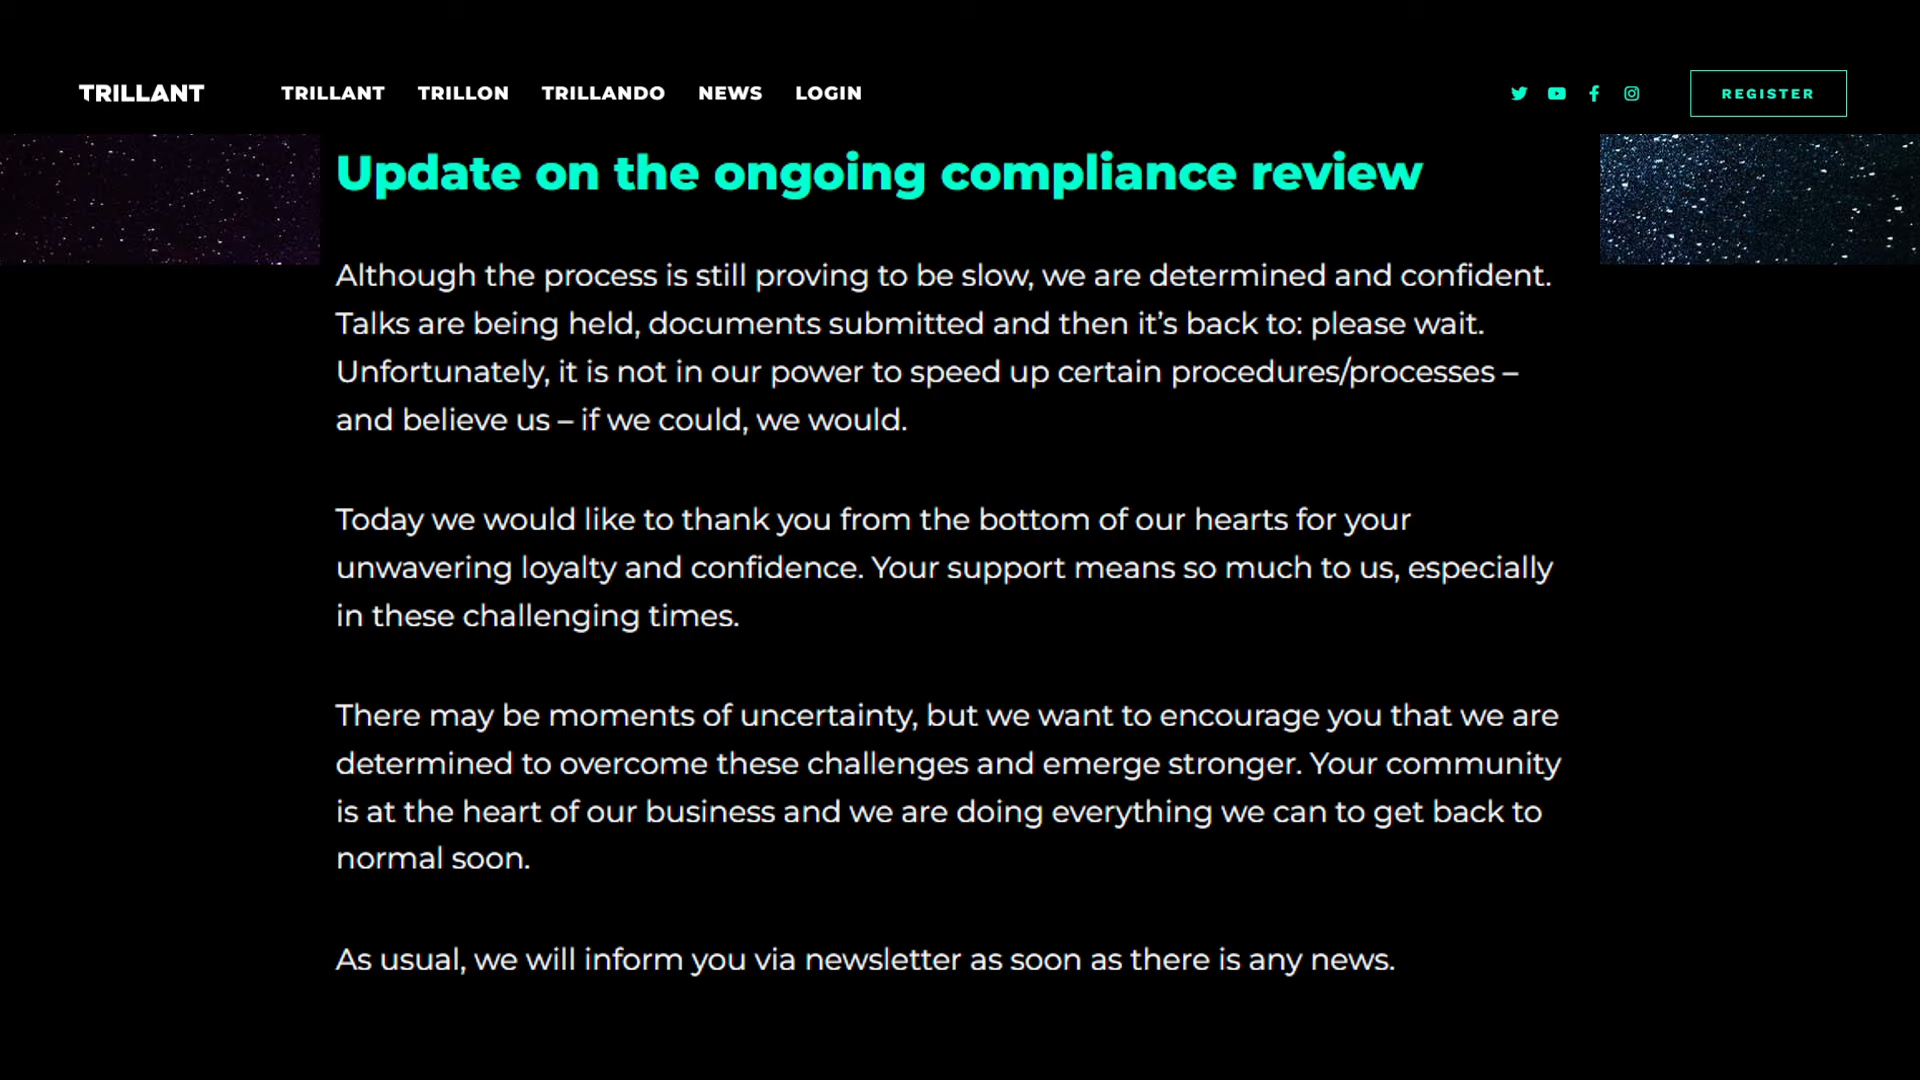 TRILLANT TRILLANT TRILLON TRILLANDO NEWS LOGIN REGISTER
Update on the ongoing compliance review
Although the process is still proving to be slow, we are determined and confident.
Talks are being held, documents submitted and then it’s back to: please wait.
Unfortunately, it is not in our power to speed up certain procedures/processes –
and believe us – if we could, we would.
Today we would like to thank you from the bottom of our hearts for your
unwavering loyalty and confidence. Your support means so much to us, especially
in these challenging times.
There may be moments of uncertainty, but we want to encourage you that we are
determined to overcome these challenges and emerge stronger. Your community
is at the heart of our business and we are doing everything we can to get back to
normal soon.
As usual, we will inform you via newsletter as soon as there is any news.